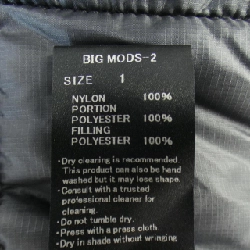 BIG MODS-2
SIZE 1
NYLON 100%
PORTION
POLYESTER 100%
FILLING
POLYESTER 100%
・Dry cleaning is recommended.
This product can also be hand
washed but it may lose shape.
・Consult with a trusted
professional cleaner for
cleaning.
・Do not tumble dry.
・Press with a press cloth.
・Dry in shade without wringing